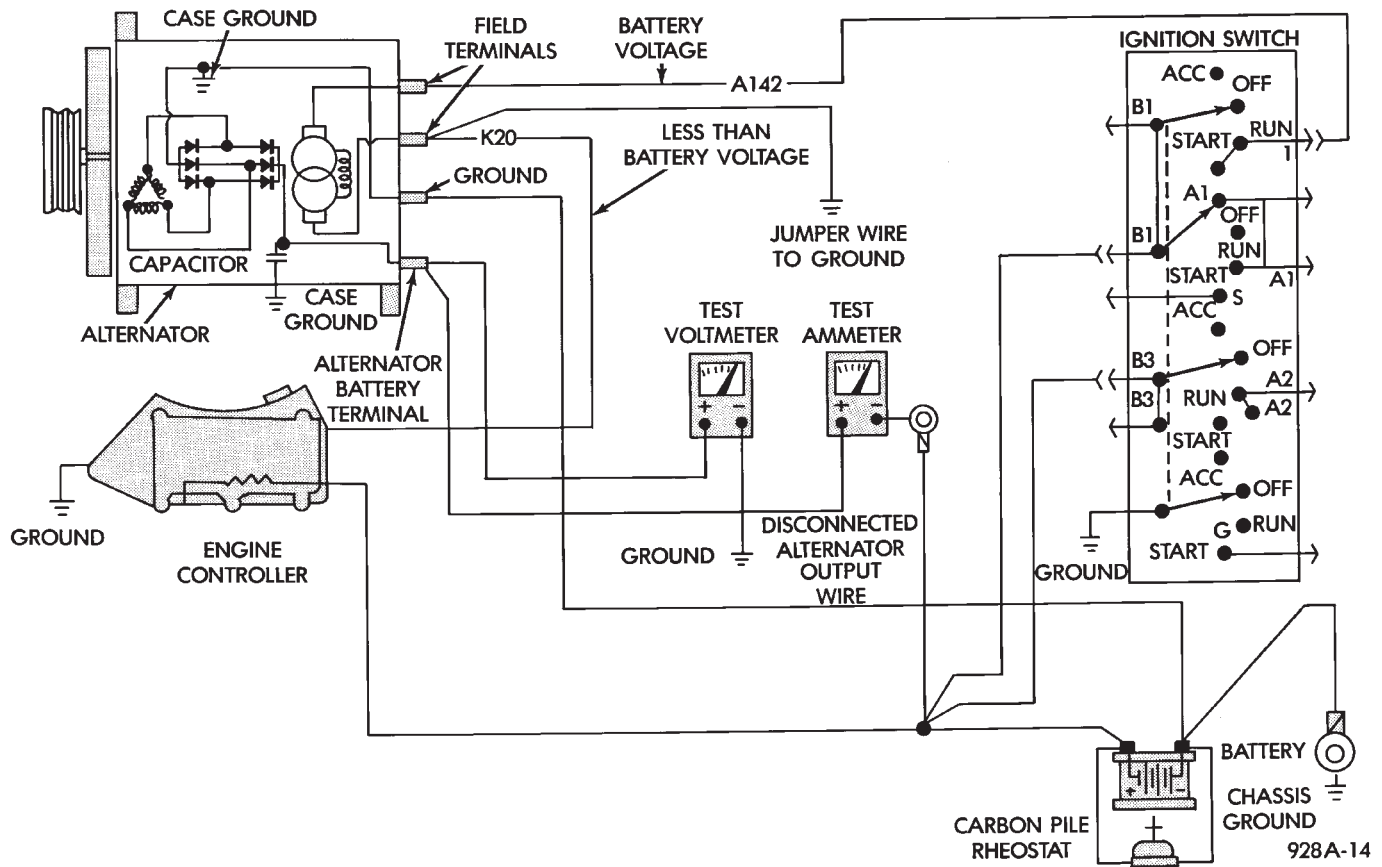 CASE GROUND
FIELD
TERMINALS
BATTERY
VOLTAGE
A142
K20
LESS THAN
BATTERY VOLTAGE
GROUND
JUMPER WIRE
TO GROUND
CAPACITOR
CASE
GROUND
ALTERNATOR
ALTERNATOR
BATTERY
TERMINAL
TEST
VOLTMETER
+ −
TEST
AMMETER
+ −
IGNITION SWITCH
ACC
OFF
B1
START
RUN
1
A1
OFF
B1
RUN
START
A1
S
ACC
OFF
B3
B3
RUN
A2
A2
START
ACC
OFF
G
RUN
START
GROUND
GROUND
ENGINE
CONTROLLER
GROUND
DISCONNECTED
ALTERNATOR
OUTPUT
WIRE
BATTERY
+ −
CHASSIS
GROUND
CARBON PILE
RHEOSTAT
928A-14